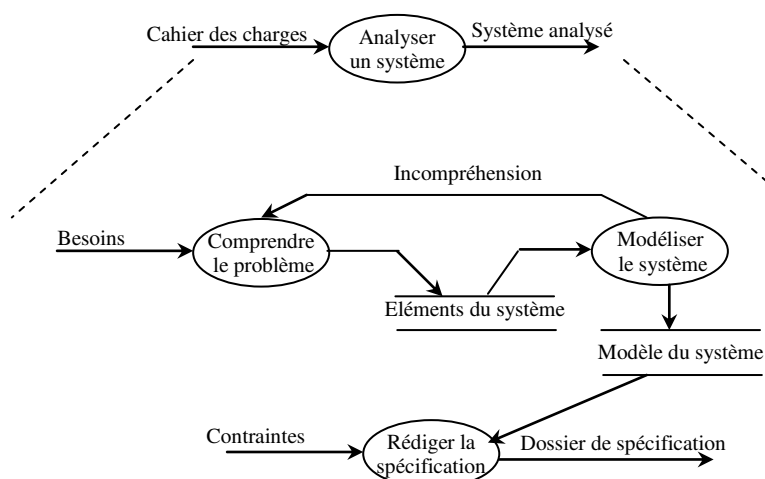 Cahier des charges
Analyser
un système
Système analysé
Incompréhension
Besoins
Comprendre
le problème
Modéliser
le système
Eléments du système
Modèle du système
Contraintes
Rédiger la
spécification
Dossier de spécification